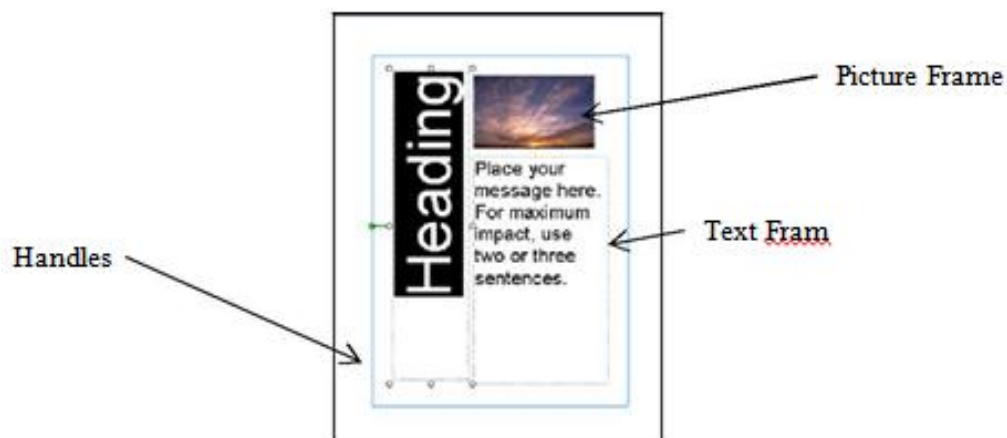 Picture Frame
Heading
Place your
message here.
For maximum
impact, use
two or three
sentences.
Text Fram
Handles